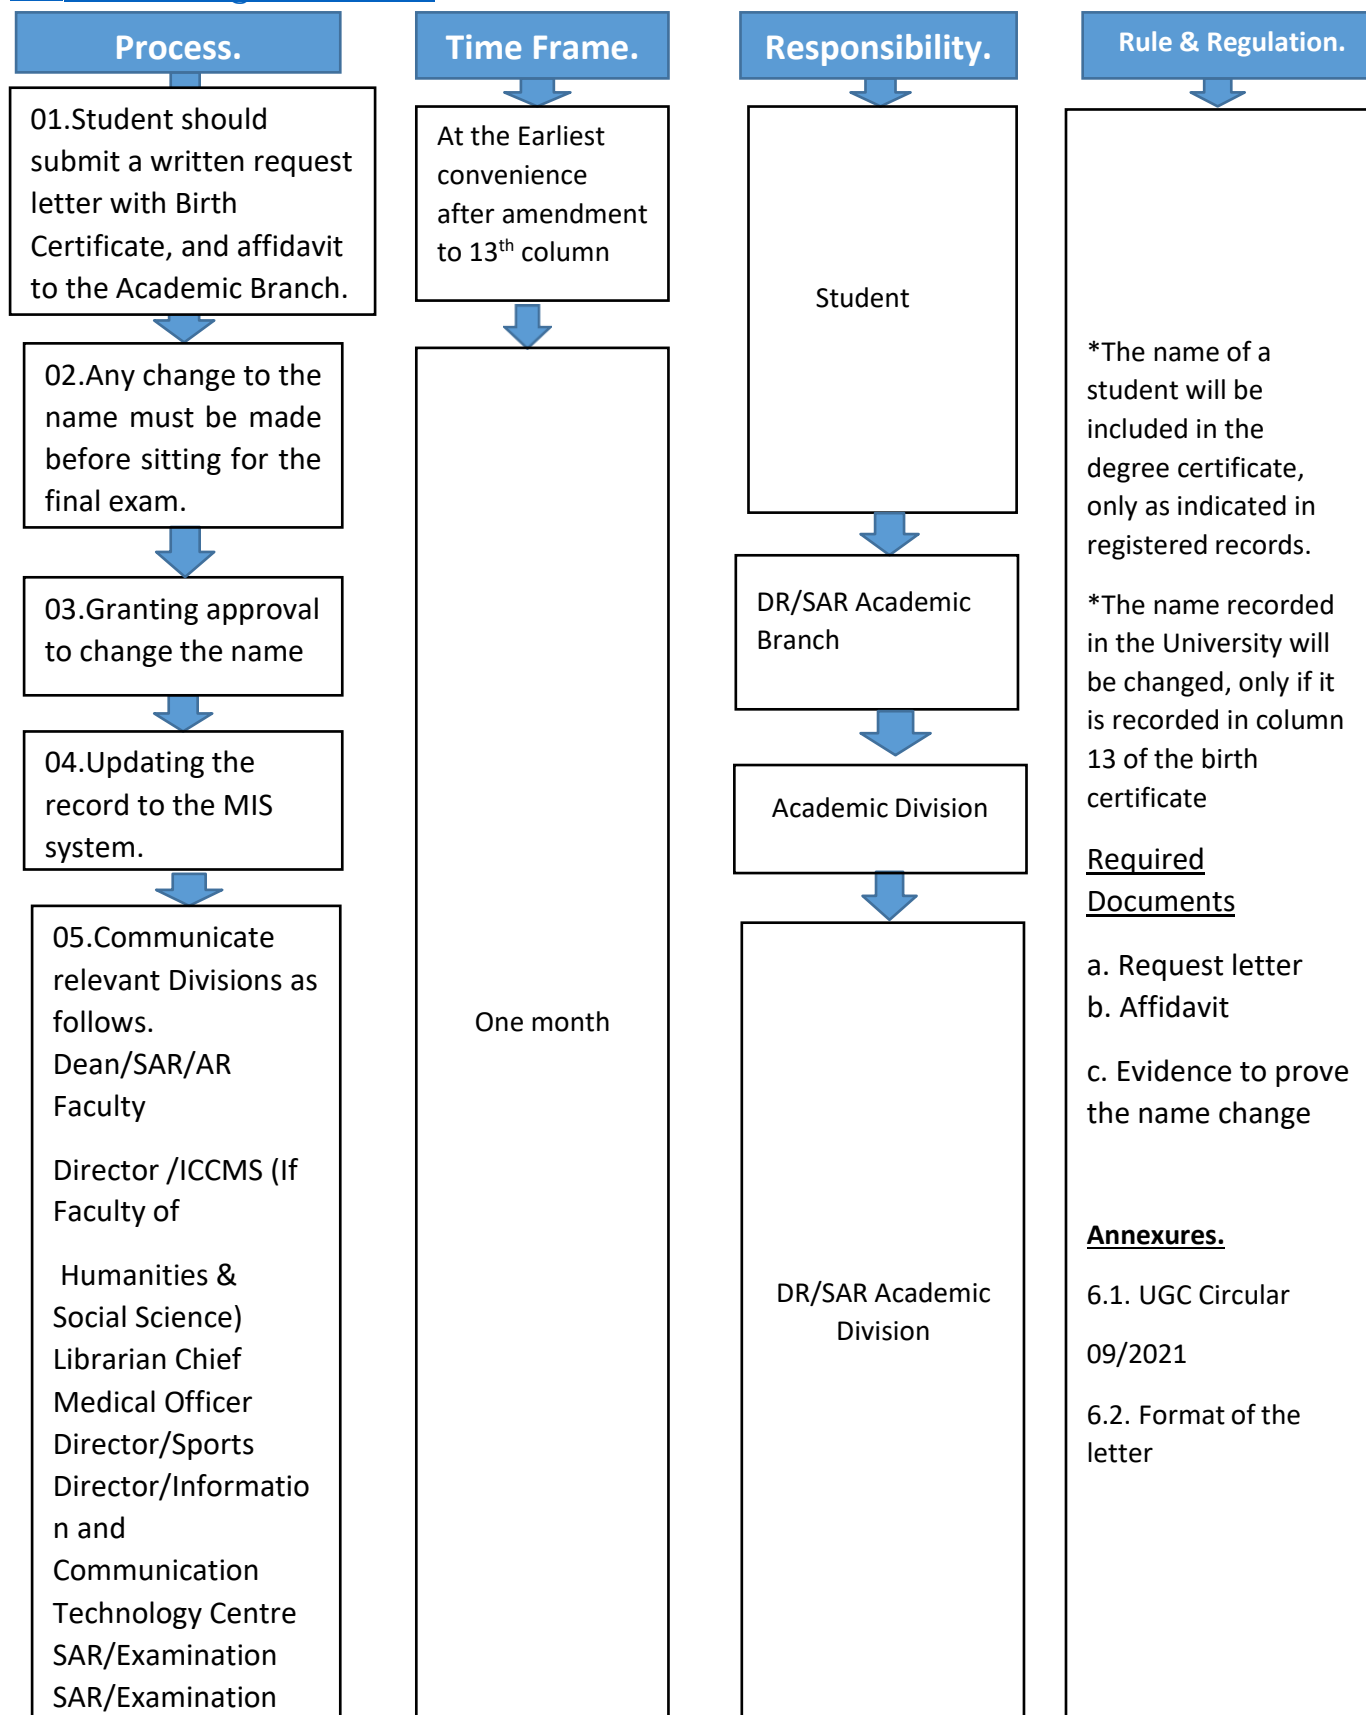 Process.
01.Student should
submit a written request
letter with Birth
Certificate, and affidavit
to the Academic Branch.
02.Any change to the
name must be made
before sitting for the
final exam.
03.Granting approval
to change the name
04.Updating the
record to the MIS
system.
05.Communicate
relevant Divisions as
follows.
Dean/SAR/AR
Faculty
Director /ICCMS (If
Faculty of
Humanities &
Social Science)
Librarian Chief
Medical Officer
Director/Sports
Director/Informatio
n and
Communication
Technology Centre
SAR/Examination
SAR/Examination
Time Frame.
At the Earliest
convenience
after amendment
to 13th column
One month
Responsibility.
Student
DR/SAR Academic
Branch
Academic Division
DR/SAR Academic
Division
Rule & Regulation.
*The name of a
student will be
included in the
degree certificate,
only as indicated in
registered records.
*The name recorded
in the University will
be changed, only if it
is recorded in column
13 of the birth
certificate
Required
Documents
a. Request letter
b. Affidavit
c. Evidence to prove
the name change
Annexures.
6.1. UGC Circular
09/2021
6.2. Format of the
letter